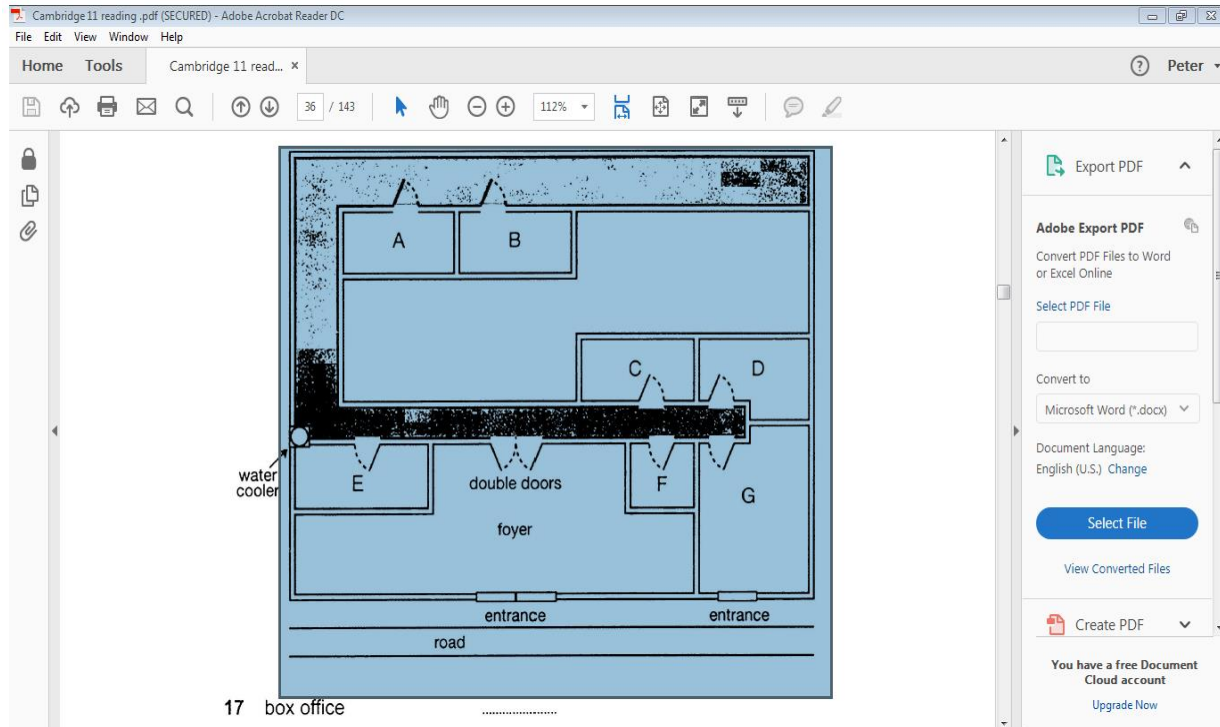 Cambridge 11 reading .pdf (SECURED) - Adobe Acrobat Reader DC
File Edit View Window Help
Home Tools Cambridge 11 read... × ? Peter
36 / 143 112%
Export PDF
Adobe Export PDF
Convert PDF Files to Word
or Excel Online
Select PDF File
Convert to
Microsoft Word (*.docx)
Document Language:
English (U.S.) Change
Select File
View Converted Files
Create PDF
You have a free Document
Cloud account
Upgrade Now
A B
C D
water
cooler
E double doors F G
foyer
entrance entrance
road
17 box office ......................